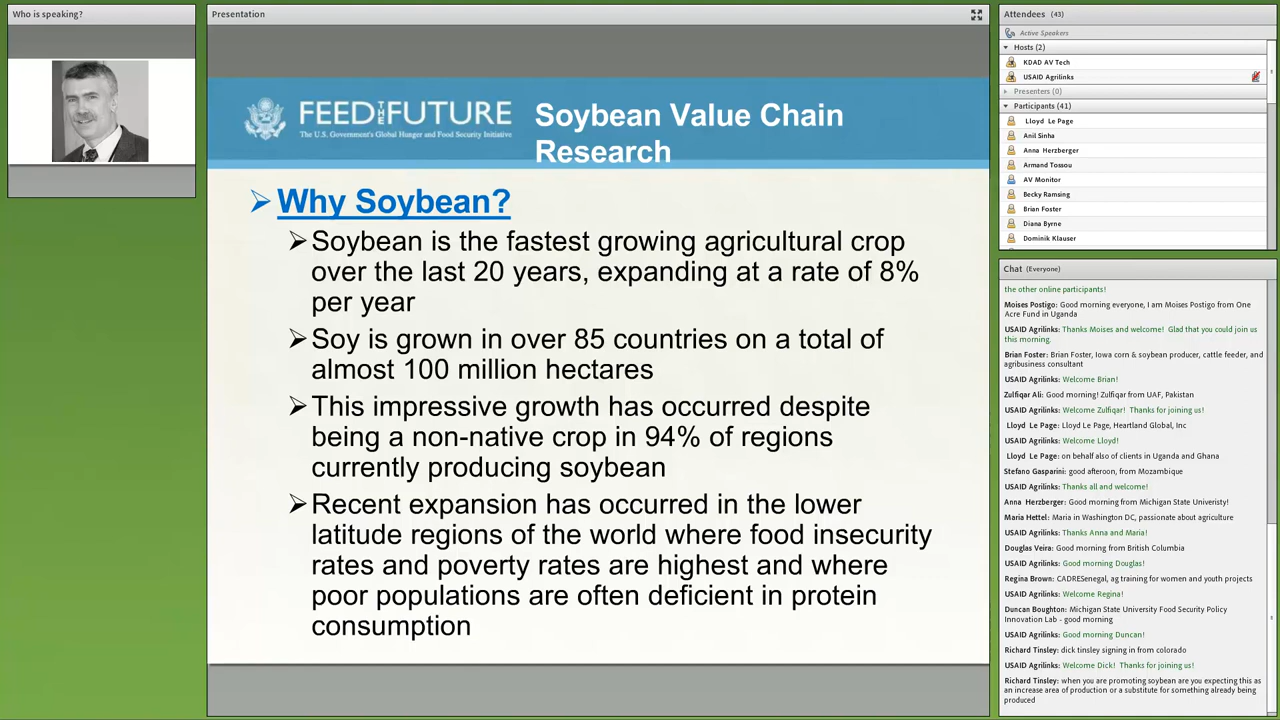 Who is speaking?
Presentation
FEED THE FUTURE
The U.S. Government's Global Hunger and Food Security Initiative
Soybean Value Chain
Research
Why Soybean?
Soybean is the fastest growing agricultural crop
over the last 20 years, expanding at a rate of 8%
per year
Soy is grown in over 85 countries on a total of
almost 100 million hectares
This impressive growth has occurred despite
being a non-native crop in 94% of regions
currently producing soybean
Recent expansion has occurred in the lower
latitude regions of the world where food insecurity
rates and poverty rates are highest and where
poor populations are often deficient in protein
consumption
Attendees (43)
Active Speakers
Hosts (2)
KDAD AV Tech
USAID Agrilinks
Presenters (0)
Participants (41)
Lloyd Le Page
Anil Sinha
Anna Herzberger
Armand Tossou
AV Monitor
Becky Ramsing
Brian Foster
Diana Byrne
Dominik Klauser
Chat (Everyone)
the other online participants!
Moises Postigo: Good morning everyone, I am Moises Postigo from One
Acre Fund in Uganda
USAID Agrilinks: Thanks Moises and welcome! Glad that you could join us
this morning.
Brian Foster: Brian Foster, Iowa corn & soybean producer, cattle feeder, and
agribusiness consultant
USAID Agrilinks: Welcome Brian!
Zulfiqar Ali: Good morning! Zulfiqar from UAF, Pakistan
USAID Agrilinks: Welcome Zulfiqar! Thanks for joining us!
Lloyd Le Page: Lloyd Le Page, Heartland Global, Inc
USAID Agrilinks: Welcome Lloyd!
Lloyd Le Page: on behalf also of clients in Uganda and Ghana
Stefano Gasparini: good afternoon, from Mozambique
USAID Agrilinks: Thanks all and welcome!
Anna Herzberger: Good morning from Michigan State Univeristy!
Maria Hettel: Maria in Washington DC, passionate about agriculture
USAID Agrilinks: Thanks Anna and Maria!
Douglas Veira: Good morning from British Columbia
USAID Agrilinks: Good morning Douglas!
Regina Brown: CADRESenegal, ag training for women and youth projects
USAID Agrilinks: Welcome Regina!
Duncan Boughton: Michigan State University Food Security Policy
Innovation Lab - good morning
USAID Agrilinks: Good morning Duncan!
Richard Tinsley: dick tinsley signing in from colorado
USAID Agrilinks: Welcome Dick! Thanks for joining us!
Richard Tinsley: when you are promoting soybean are you expecting this as
an increase area of production or a substitute for something already being
produced